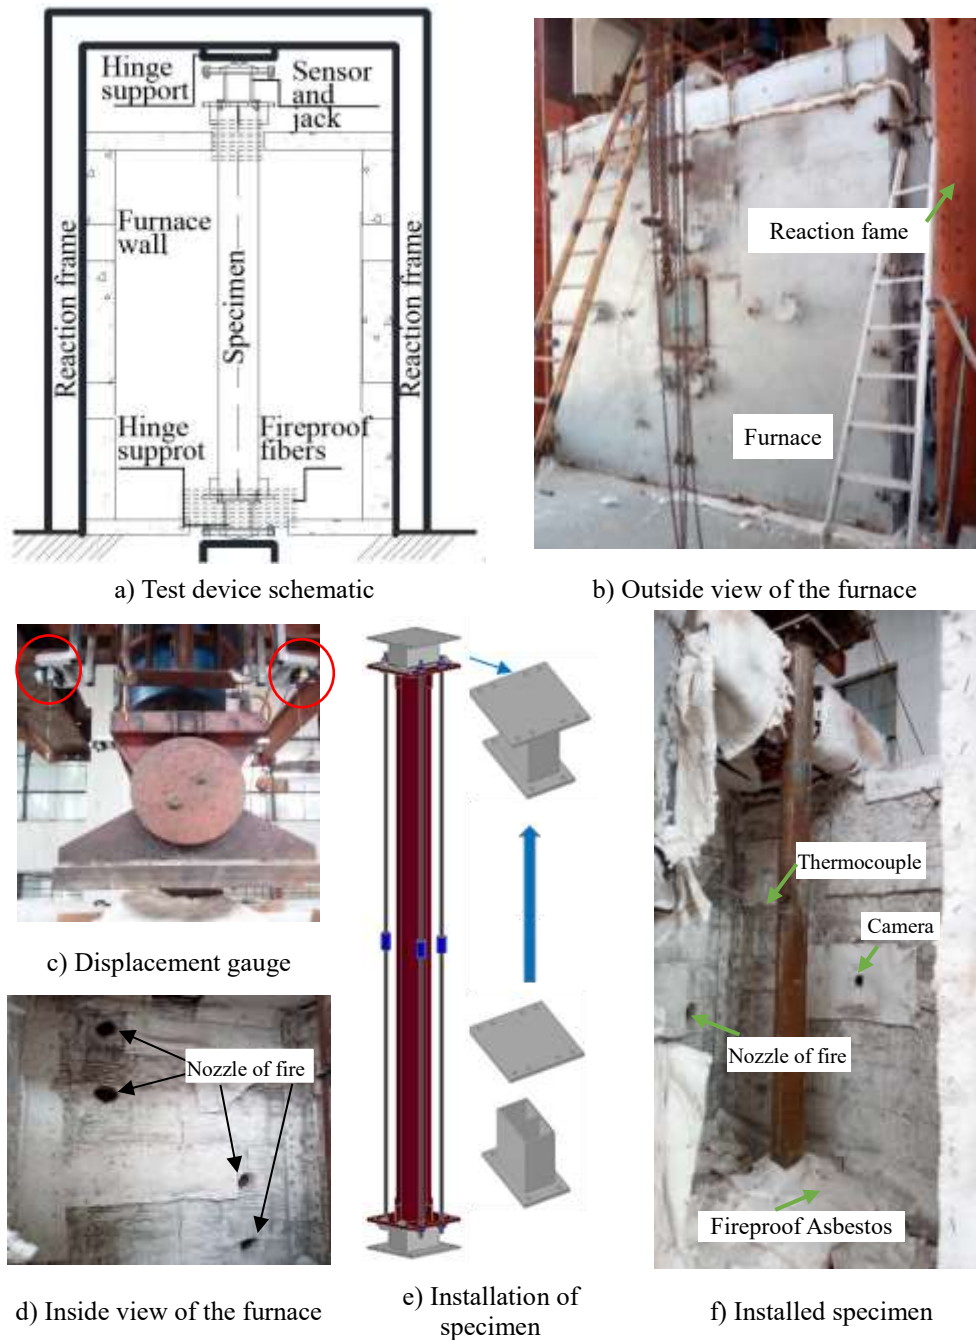 Hinge
support
Sensor
and
jack
Furnace
wall
Reaction frame
Specimen
Reaction frame
Hinge
supprot
Fireproof
fibers
a) Test device schematic
Reaction fame
Furnace
b) Outside view of the furnace
c) Displacement gauge
Nozzle of fire
d) Inside view of the furnace
e) Installation of
specimen
Thermocouple
Camera
Nozzle of fire
Fireproof Asbestos
f) Installed specimen